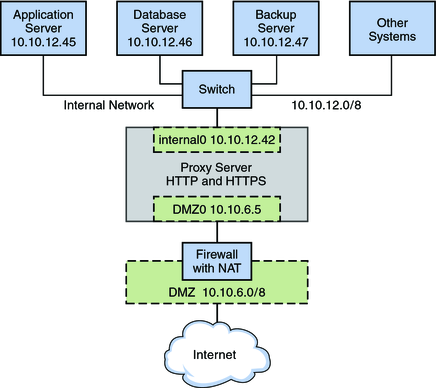 Application
Server
10.10.12.45
Database
Server
10.10.12.46
Backup
Server
10.10.12.47
Other
Systems
Internal Network
Switch
10.10.12.0/8
internal0 10.10.12.42
Proxy Server
HTTP and HTTPS
DMZ0 10.10.6.5
Firewall
with NAT
DMZ 10.10.6.0/8
Internet